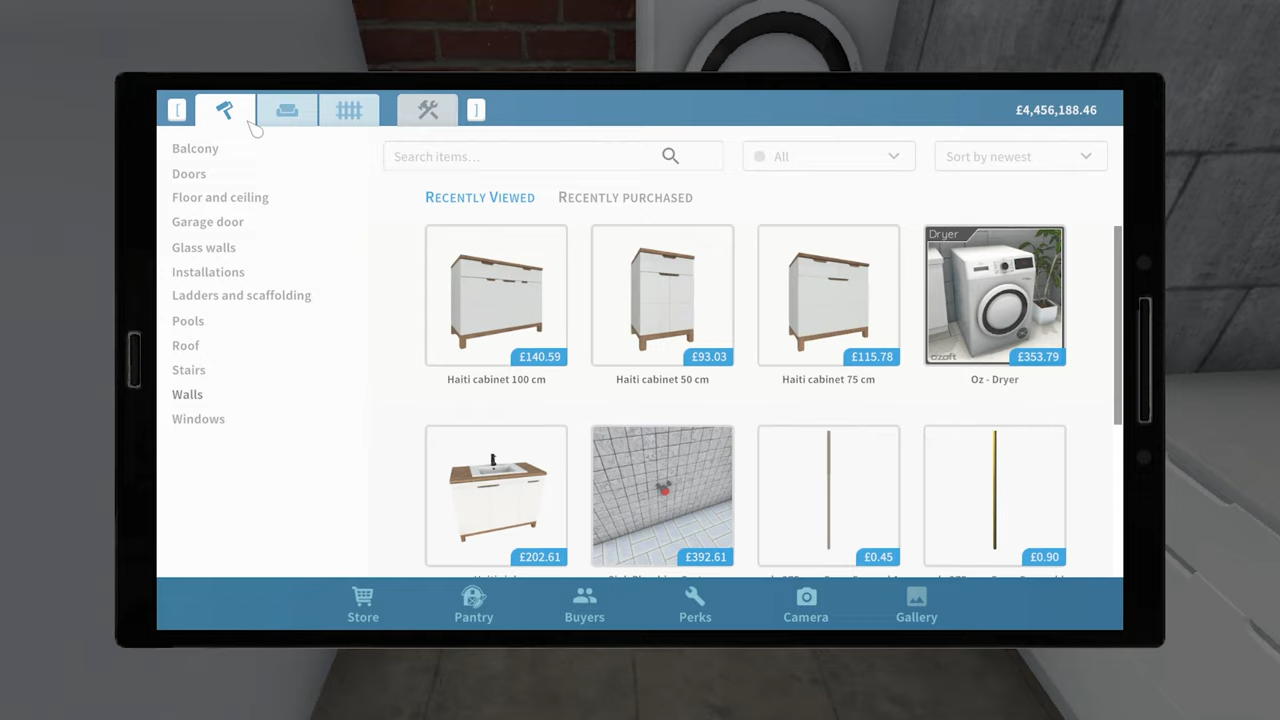 [
]
£4,456,188.46
Balcony
Doors
Floor and ceiling
Garage door
Glass walls
Installations
Ladders and scaffolding
Pools
Roof
Stairs
Walls
Windows
Search items...
All
Sort by newest
RECENTLY VIEWED
RECENTLY PURCHASED
£140.59
Haiti cabinet 100 cm
£93.03
Haiti cabinet 50 cm
£115.78
Haiti cabinet 75 cm
Dryer
ozoft
£353.79
Oz - Dryer
£202.61
£392.61
£0.45
£0.90
Store
Pantry
Buyers
Perks
Camera
Gallery